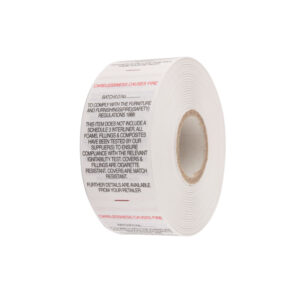 CARELESSNESS CAUSES FIRE
BATCH/ID No.
TO COMPLY WITH THE FURNITURE
AND FURNISHINGS(FIRE)(SAFETY)
REGULATIONS 1988
THIS ITEM DOES NOT INCLUDE A
SCHEDULE 3 INTERLINER. ALL
FOAMS, FILLINGS & COMPOSITES
HAVE BEEN TESTED BY OUR
SUPPLIERS TO ENSURE
COMPLIANCE WITH THE RELEVANT
IGNITABILITY TEST. COVERS &
FILLINGS ARE CIGARETTE
RESISTANT. COVERS ARE MATCH
RESISTANT.
FURTHER DETAILS ARE AVAILABLE
FROM YOUR RETAILER.
CARELESSNESS CAUSES FIRE